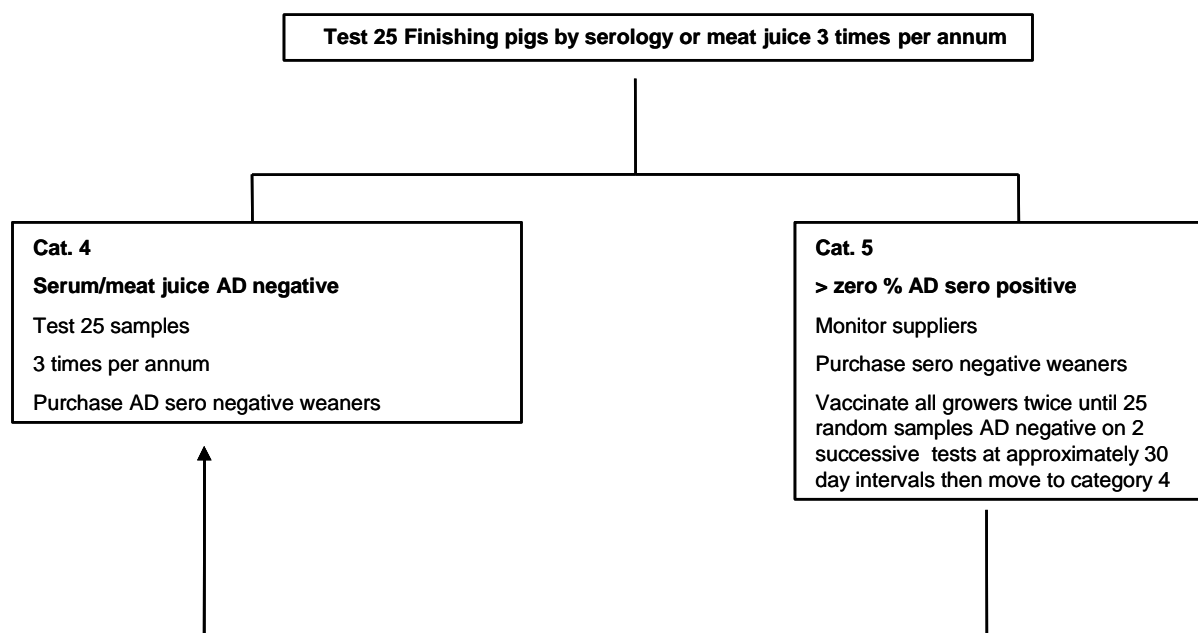 Test 25 Finishing pigs by serology or meat juice 3 times per annum
Cat. 4
Serum/meat juice AD negative
Test 25 samples
3 times per annum
Purchase AD sero negative weaners
Cat. 5
> zero % AD sero positive
Monitor suppliers
Purchase sero negative weaners
Vaccinate all growers twice until 25
random samples AD negative on 2
successive tests at approximately 30
day intervals then move to category 4